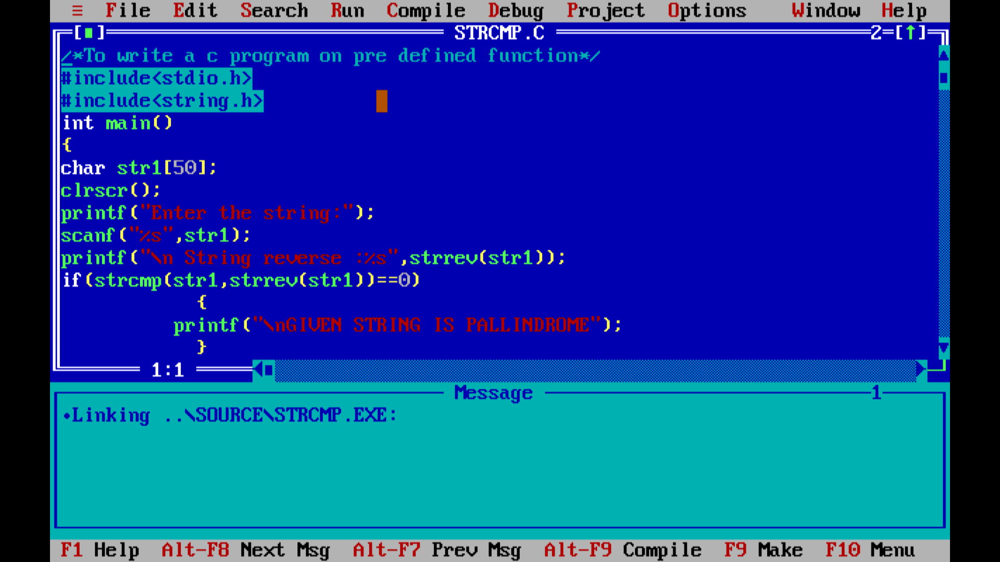 ≡ File Edit Search Run Compile Debug Project Options Window Help
[■] STRCMP.C 2=[↑]
/*To write a c program on pre defined function*/
#include<stdio.h>
#include<string.h>
int main()
{
char str1[50];
clrscr();
printf("Enter the string:");
scanf("%s",str1);
printf("\n String reverse :%s",strrev(str1));
if(strcmp(str1,strrev(str1))==0)
{
printf("\nGIVEN STRING IS PALLINDROME");
}
1:1
Message 1
•Linking ..\SOURCE\STRCMP.EXE:
F1 Help Alt-F8 Next Msg Alt-F7 Prev Msg Alt-F9 Compile F9 Make F10 Menu